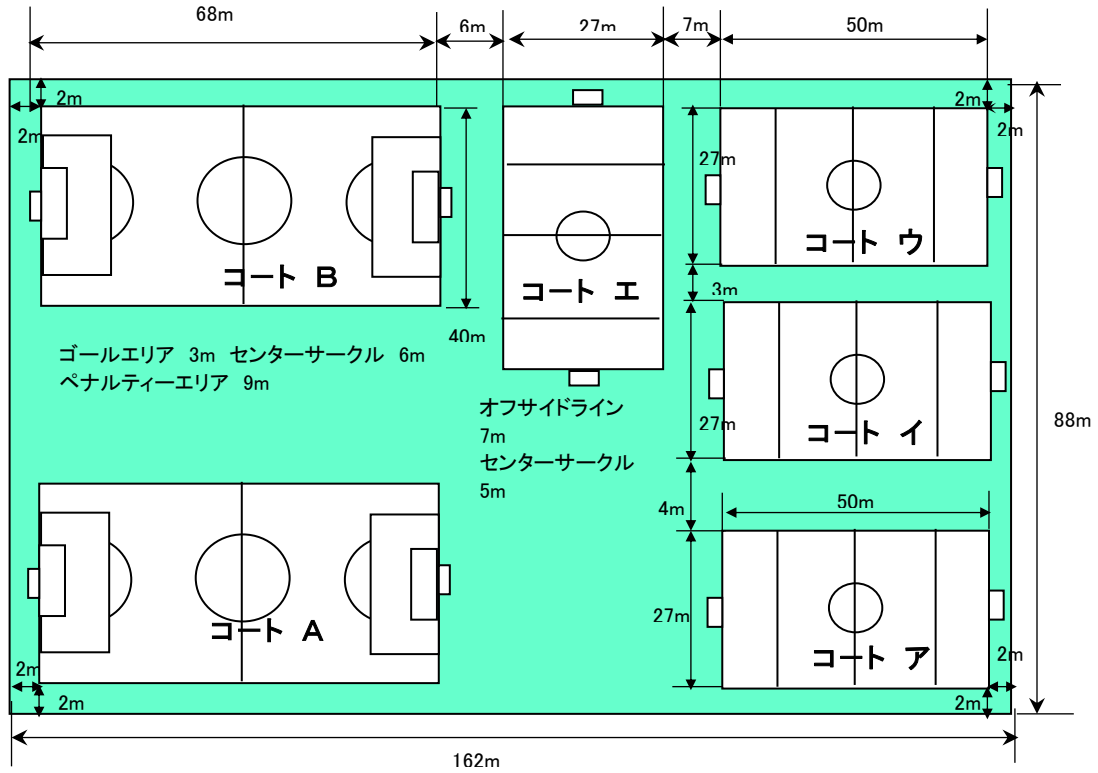 68m
6m
27m
7m
50m
2m
2m
2m
2m
27m
コート B
コート エ
コート ウ
3m
40m
ゴールエリア 3m センターサークル 6m
ペナルティーエリア 9m
オフサイドライン
7m
センターサークル
5m
27m
コート イ
88m
4m
50m
27m
コート A
コート ア
2m
2m
2m
2m
162m